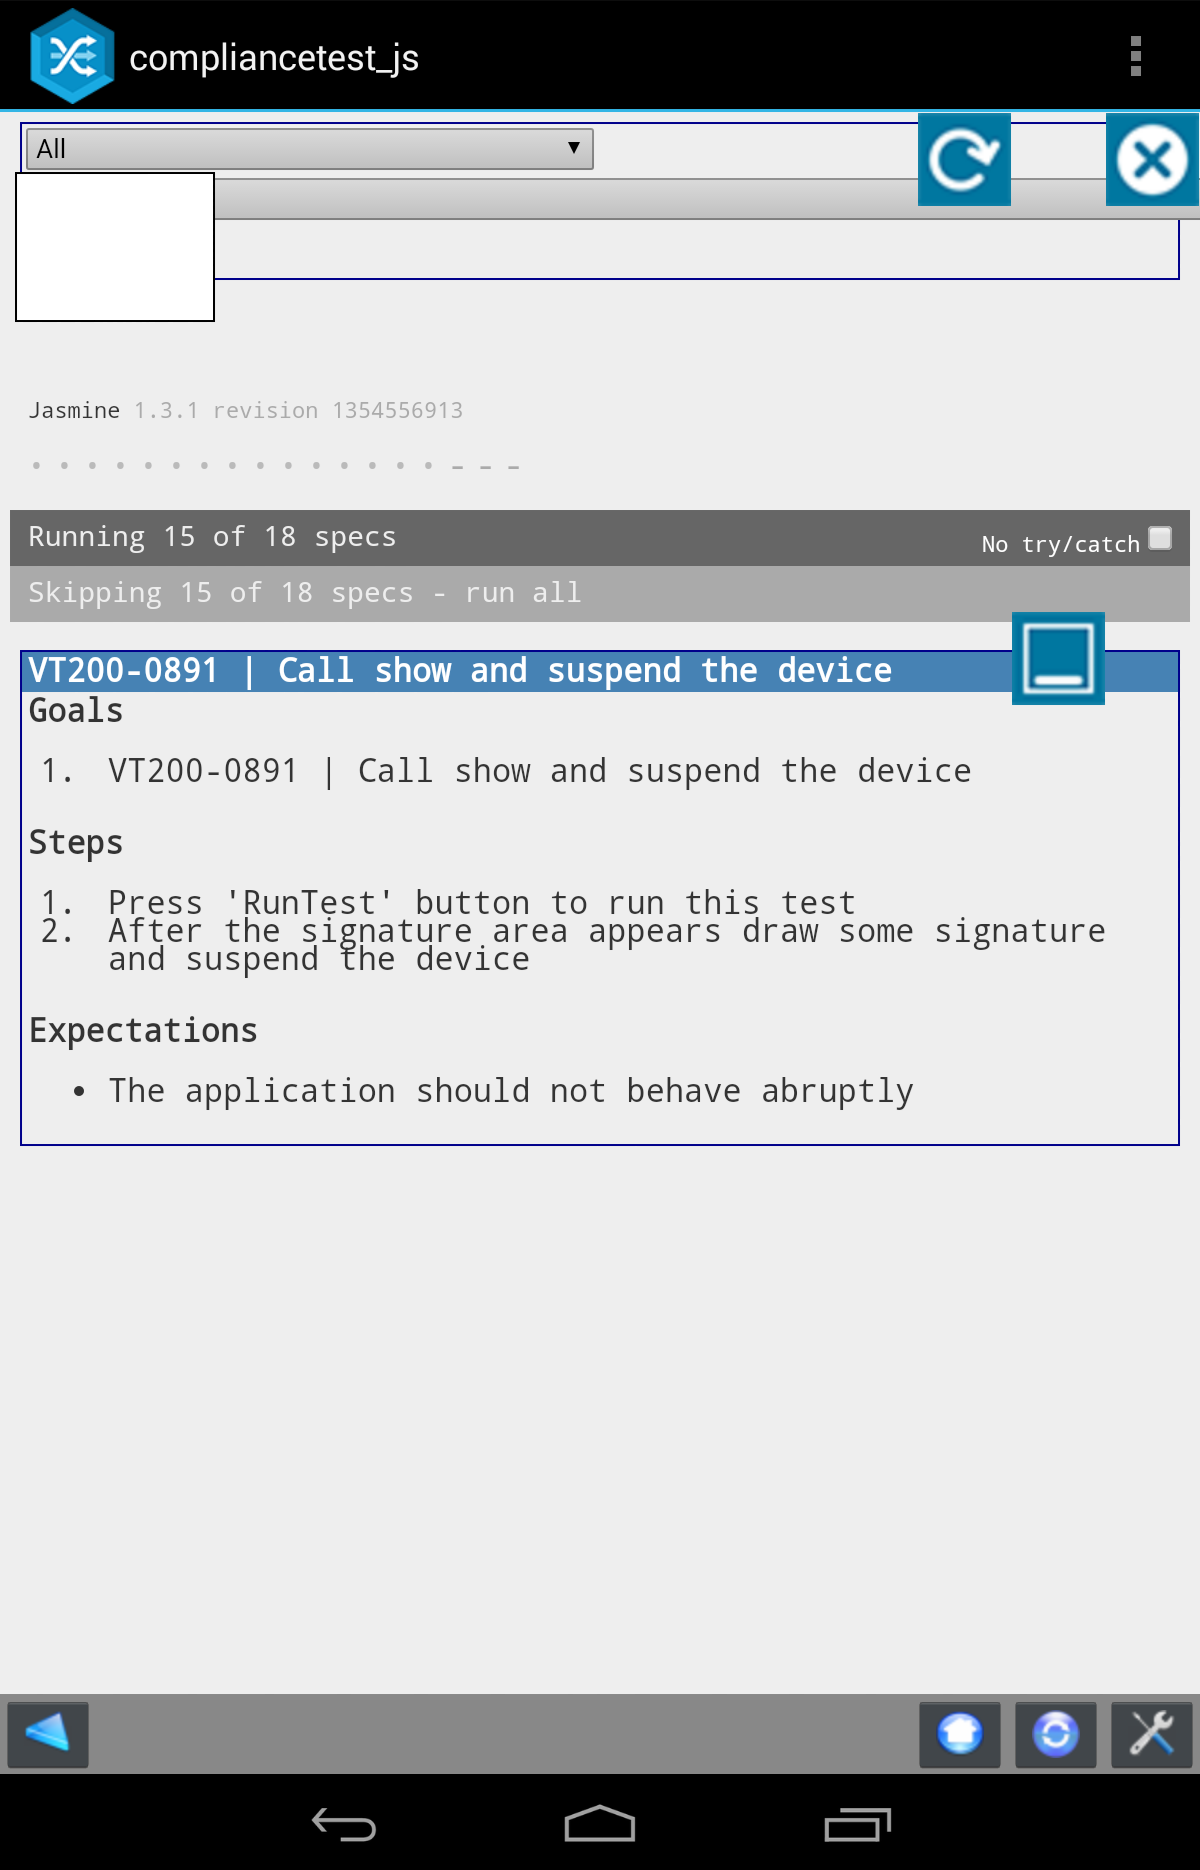 compliancetest_js
All
Jasmine 1.3.1 revision 1354556913
Running 15 of 18 specs
No try/catch
Skipping 15 of 18 specs - run all
VT200-0891 | Call show and suspend the device
Goals
1. VT200-0891 | Call show and suspend the device
Steps
1. Press 'RunTest' button to run this test
2. After the signature area appears draw some signature
and suspend the device
Expectations
• The application should not behave abruptly